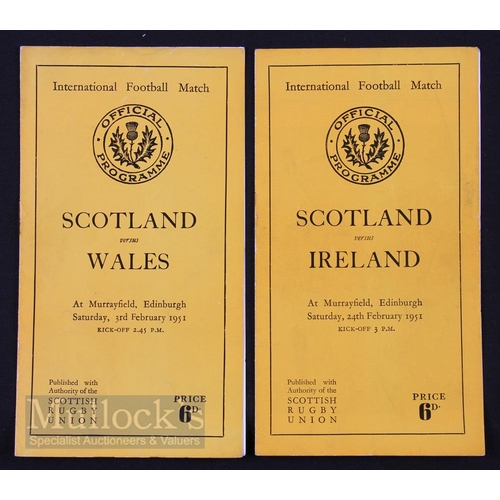 International Football Match
OFFICIAL
PROGRAMME
SCOTLAND
versus
WALES
At Murrayfield, Edinburgh
Saturday, 3rd February 1951
KICK-OFF 2.45 P.M.
Published with
Authority of the
SCOTTISH
RUGBY
UNION
PRICE
6D.
Mullock's
Specialist Auctioneers & Valuers
International Football Match
OFFICIAL
PROGRAMME
SCOTLAND
versus
IRELAND
At Murrayfield, Edinburgh
Saturday, 24th February 1951
KICK-OFF 3 P.M.
Published with
Authority of the
SCOTTISH
RUGBY
UNION
PRICE
6D.